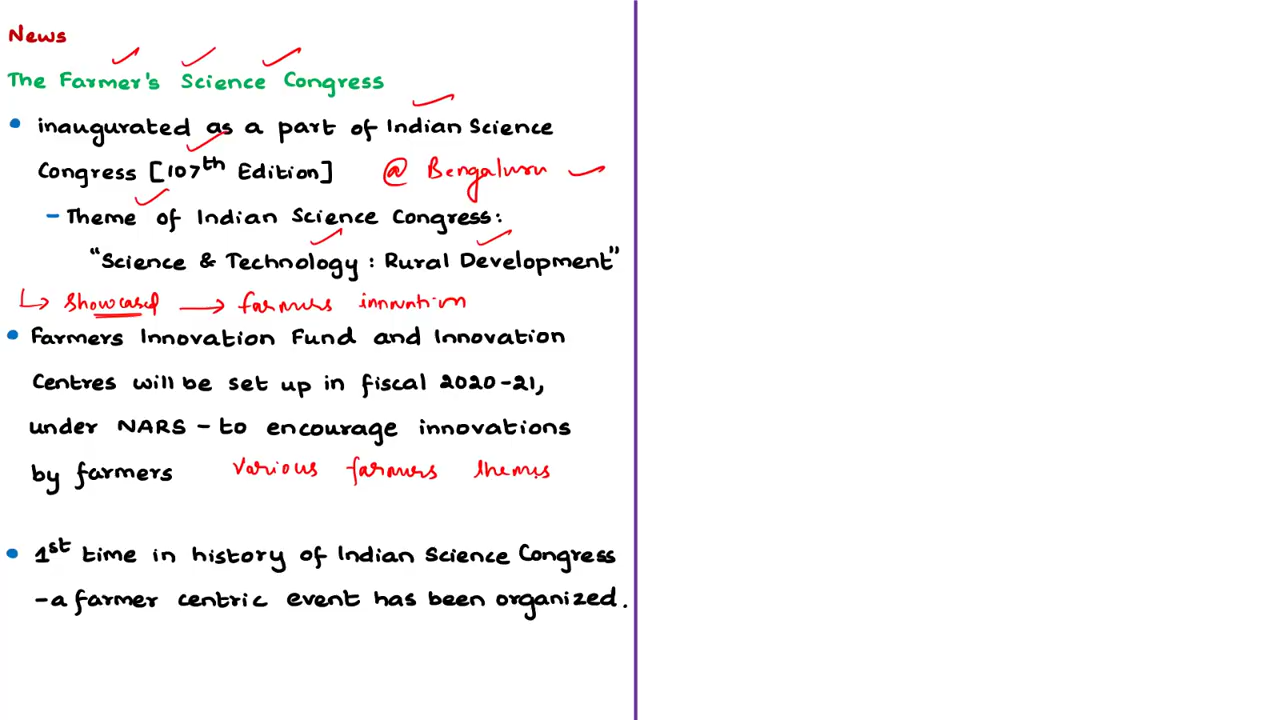 News
The Farmer's Science Congress
• inaugurated as a part of Indian Science
Congress [107th Edition] @ Bengaluru
- Theme of Indian Science Congress:
"Science & Technology: Rural Development"
↳ showcased → farmers innovation
• Farmers Innovation Fund and Innovation
Centres will be set up in fiscal 2020-21,
under NARS - to encourage innovations
by farmers various farmers themes
• 1st time in history of Indian Science Congress
- a farmer centric event has been organized.